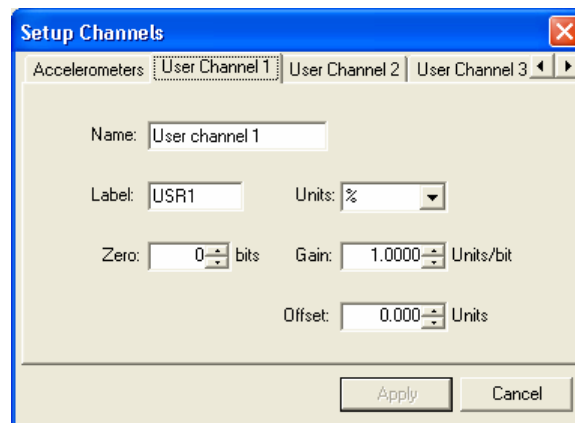 Setup Channels
Accelerometers User Channel 1 User Channel 2 User Channel 3
Name: User channel 1
Label: USR1 Units: %
Zero: 0 bits Gain: 1.0000 Units/bit
Offset: 0.000 Units
Apply Cancel